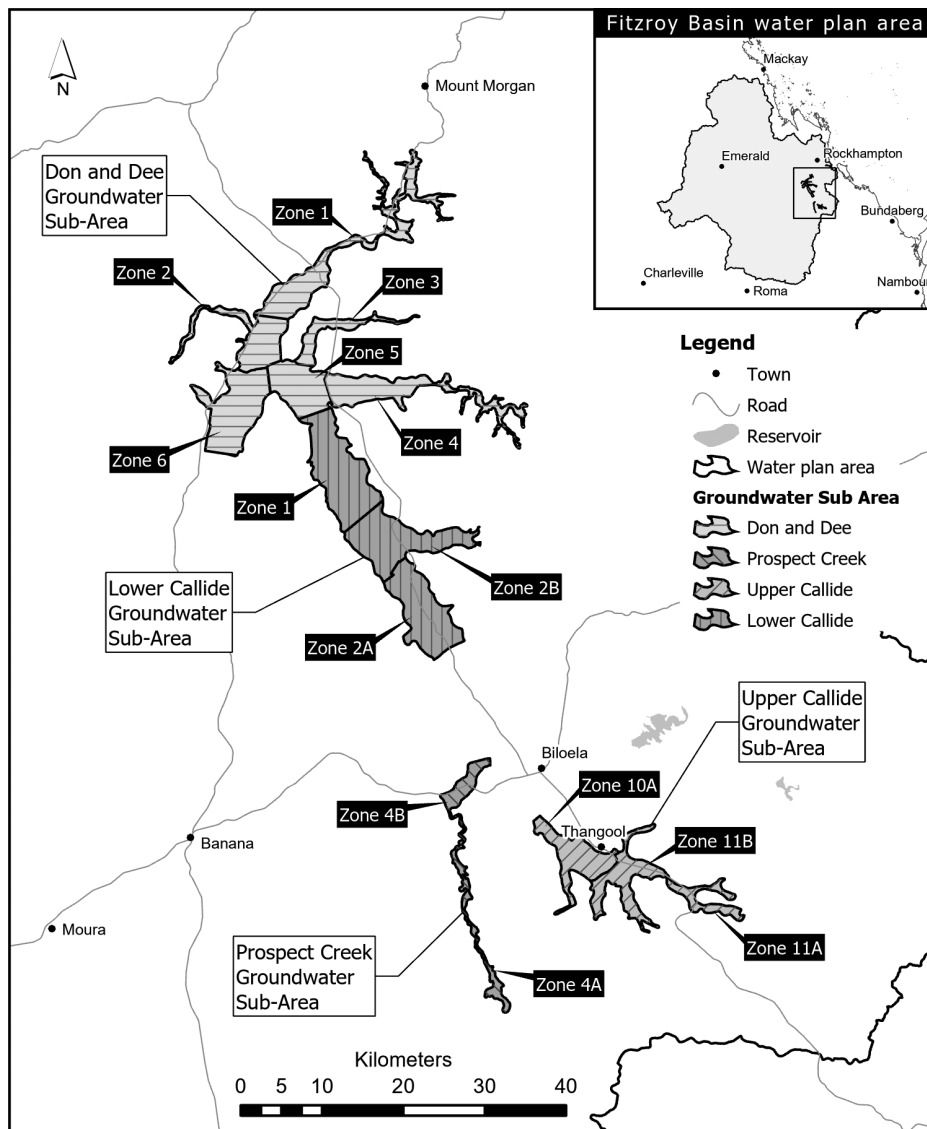 Fitzroy Basin water plan area
Mackay
Emerald
Rockhampton
Bundaberg
Charleville
Roma
Nambour
N
Mount Morgan
Don and Dee
Groundwater
Sub-Area
Zone 1
Zone 2
Zone 3
Zone 5
Zone 4
Zone 6
Zone 1
Lower Callide
Groundwater
Sub-Area
Zone 2B
Zone 2A
Legend
Town
Road
Reservoir
Water plan area
Groundwater Sub Area
Don and Dee
Prospect Creek
Upper Callide
Lower Callide
Upper Callide
Groundwater
Sub-Area
Biloela
Zone 10A
Zone 4B
Thangool
Zone 11B
Banana
Moura
Zone 11A
Prospect Creek
Groundwater
Sub-Area
Zone 4A
Kilometers
0 5 10 20 30 40